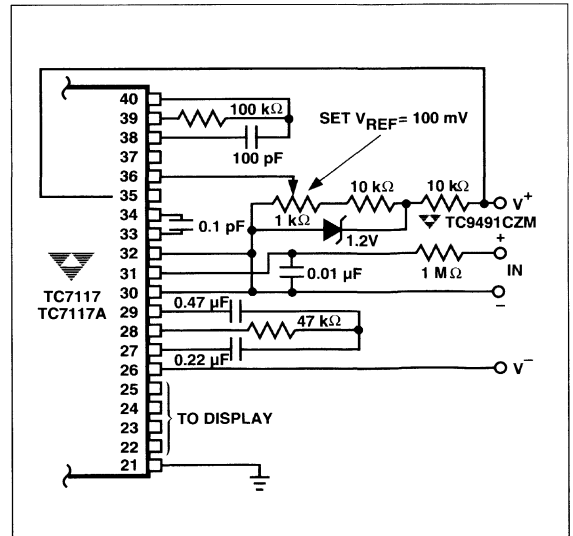 40
39
38
37
36
35
34
33
32
31
30
29
28
27
26
25
24
23
22
21
TC7117
TC7117A
100 kΩ
100 pF
SET VREF = 100 mV
10 kΩ
10 kΩ
V+
TC9491CZM
1 kΩ
1.2V
0.1 pF
+
IN
0.01 µF
1 MΩ
–
0.47 µF
47 kΩ
0.22 µF
V–
TO DISPLAY